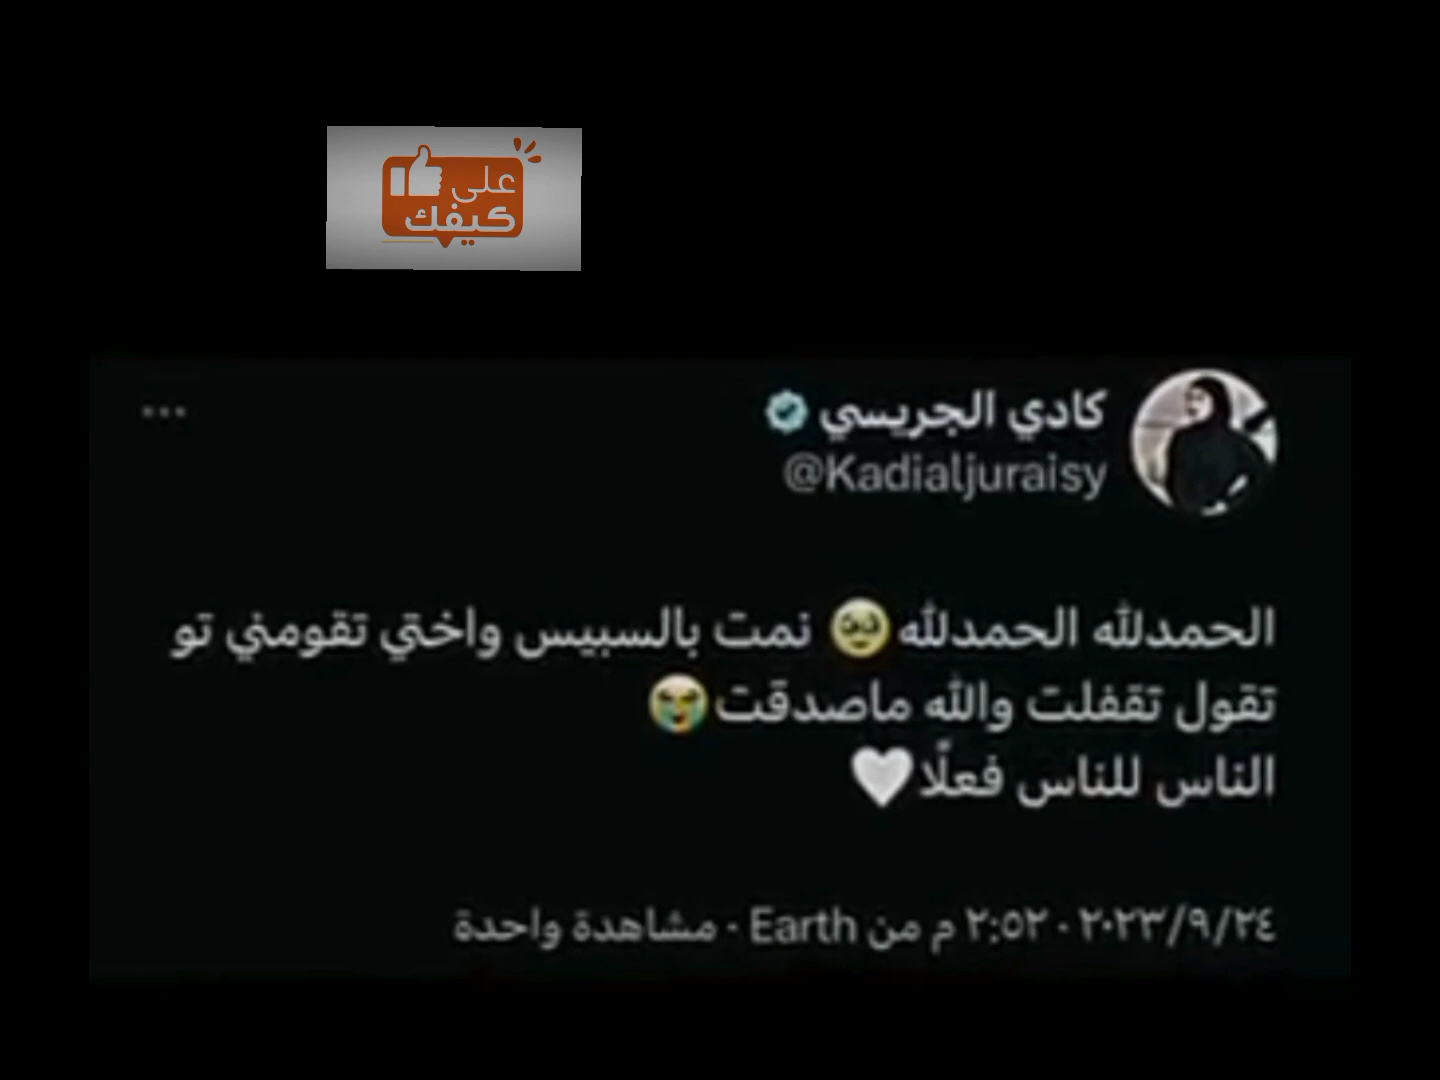 على
كيفك
كادي الجريسي
@Kadialjuraisy
الحمدلله الحمدلله🥹 نمت بالسبيس واختي تقومني تو
تقول تقفلت والله ماصدقت😭
الناس للناس فعلًا🤍
٢٠٢٣/٩/٢٤ · ٢:٥٢ م من Earth · مشاهدة واحدة